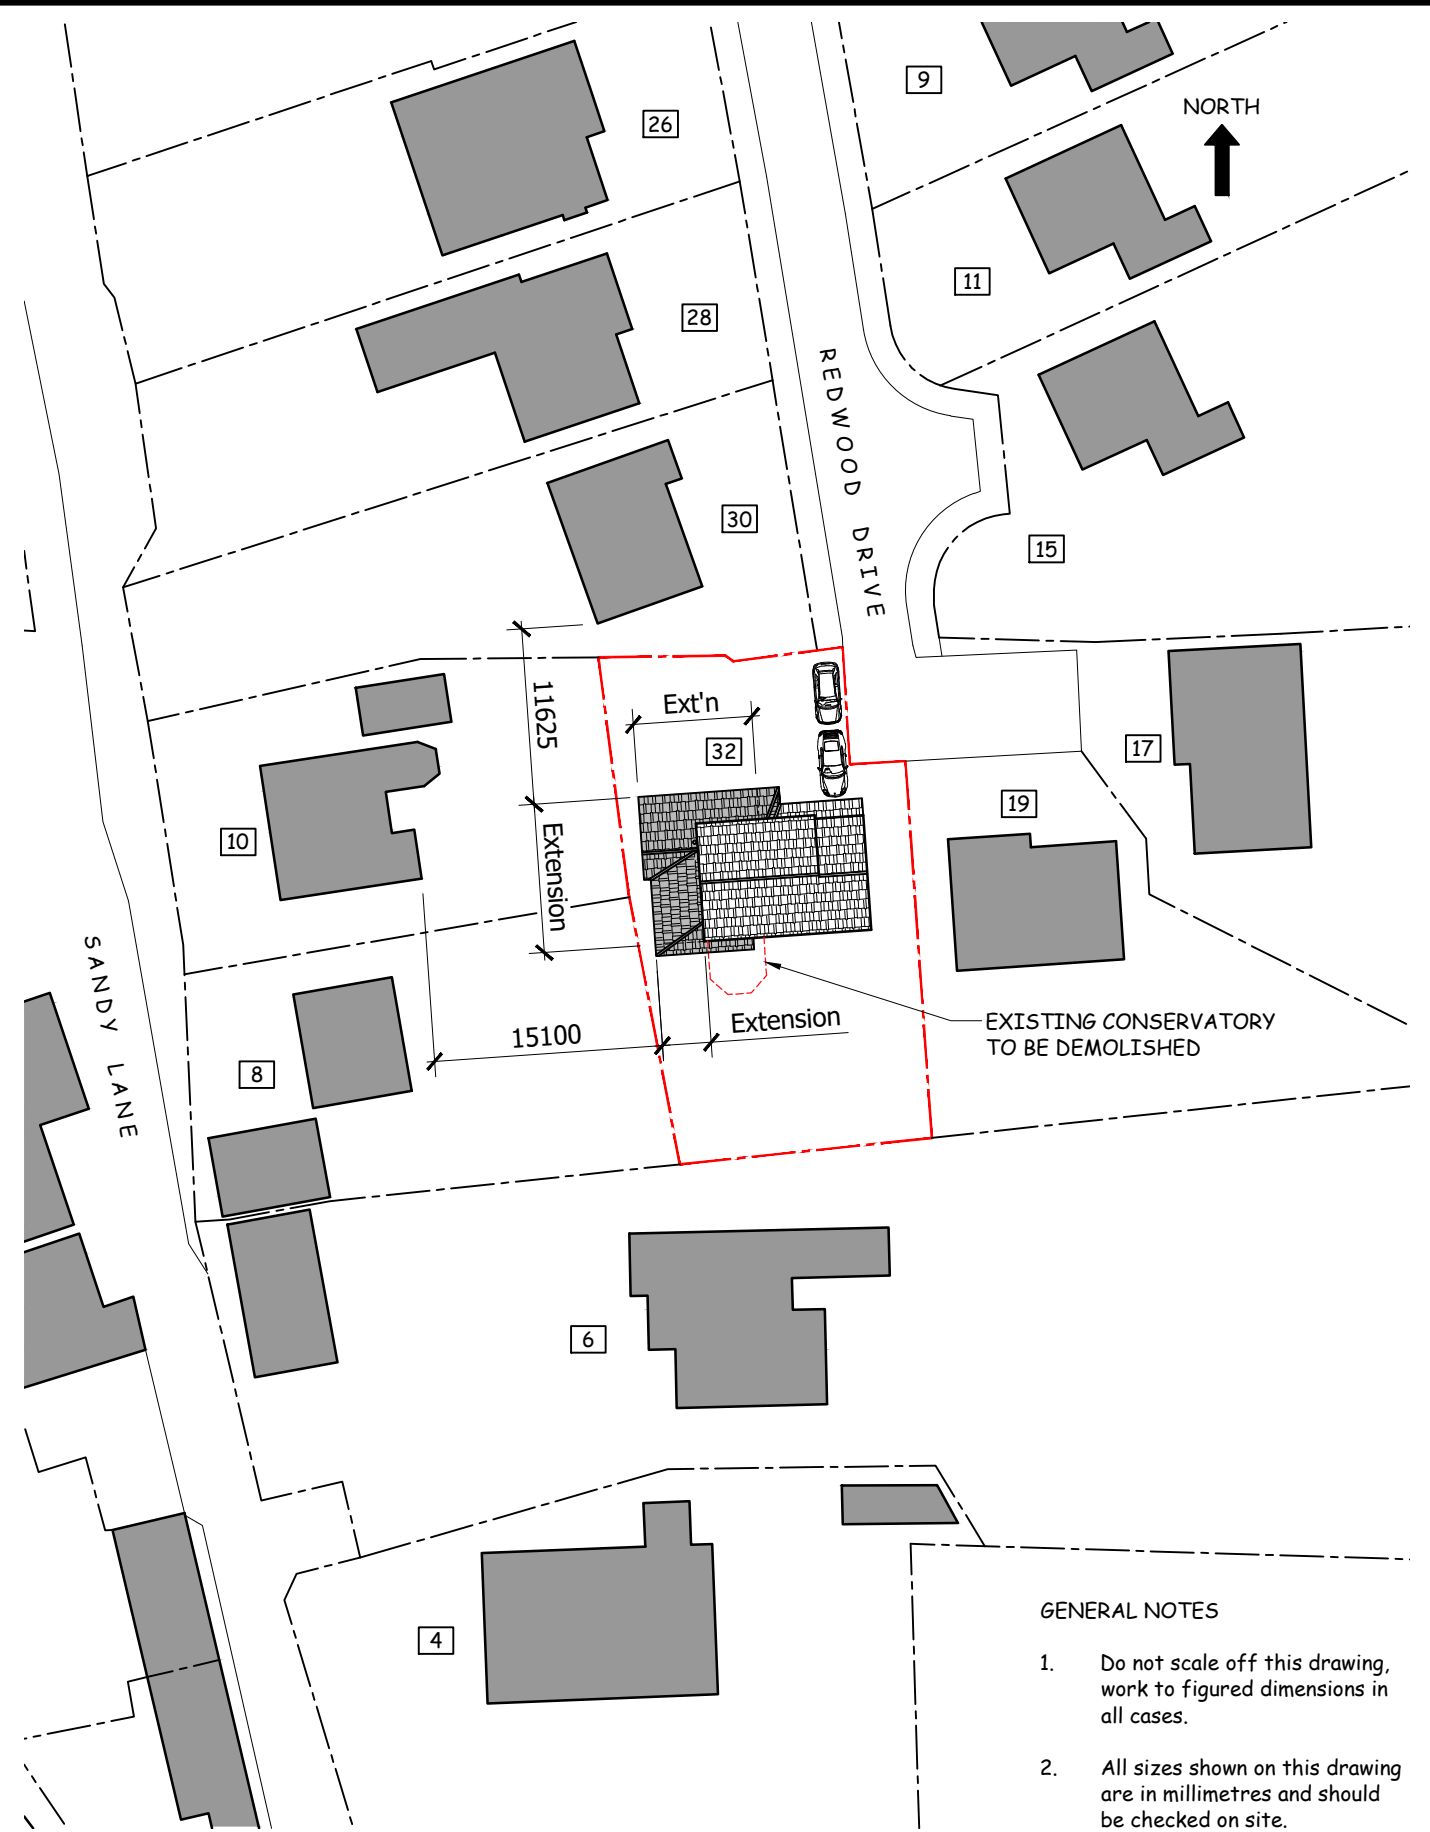 9
NORTH
26
11
28
REDWOOD DRIVE
30
15
11625
Ext'n
32
17
19
10
Extension
SANDY LANE
15100
Extension
EXISTING CONSERVATORY
TO BE DEMOLISHED
8
6
4
GENERAL NOTES
1. Do not scale off this drawing,
work to figured dimensions in
all cases.
2. All sizes shown on this drawing
are in millimetres and should
be checked on site.